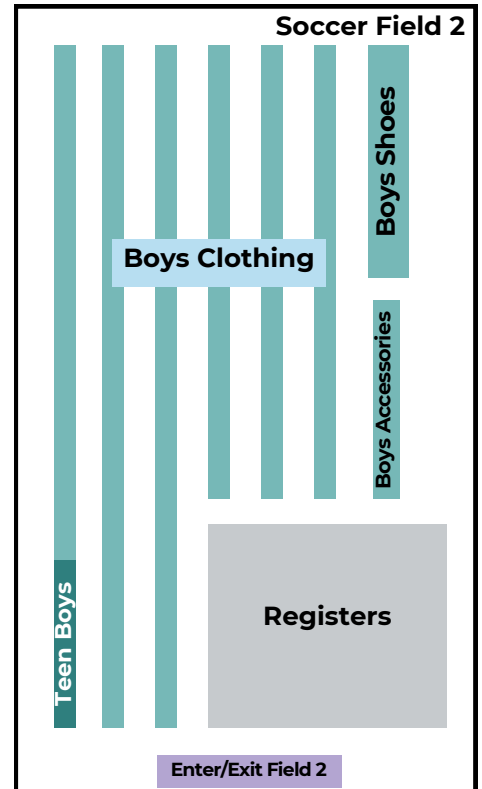 Soccer Field 2
Boys Shoes
Boys Clothing
Boys Accessories
Teen Boys
Registers
Enter/Exit Field 2